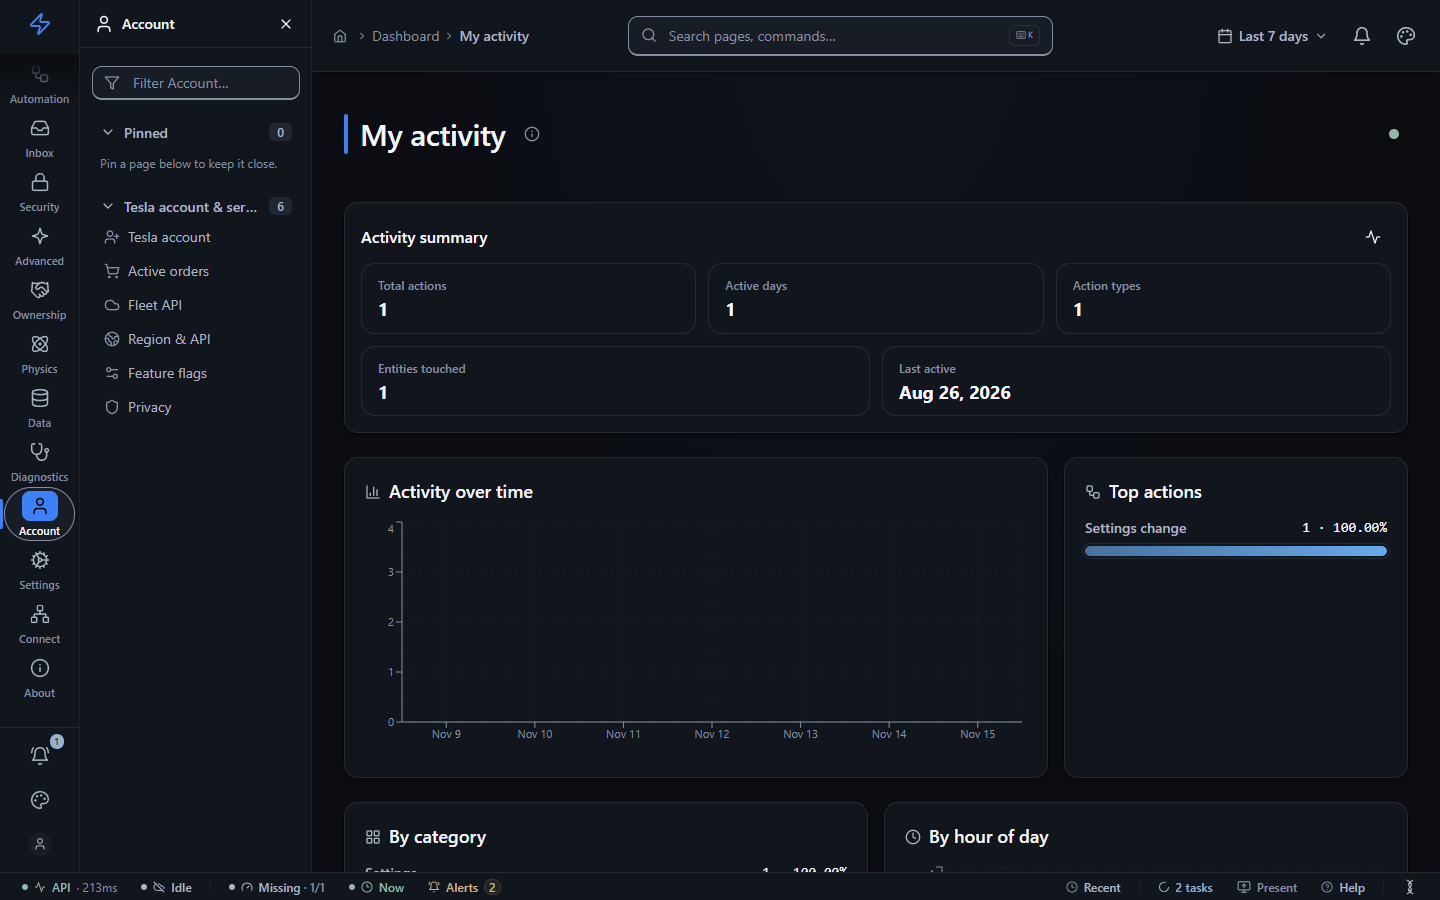 Account
Dashboard
My activity
Search pages, commands...
K
Last 7 days
Automation
Inbox
Security
Advanced
Ownership
Physics
Data
Diagnostics
Account
Settings
Connect
About
1
Filter Account...
Pinned
0
Pin a page below to keep it close.
Tesla account & ser...
6
Tesla account
Active orders
Fleet API
Region & API
Feature flags
Privacy
My activity
Activity summary
Total actions
1
Active days
1
Action types
1
Entities touched
1
Last active
Aug 26, 2026
Activity over time
4
3
2
1
0
Nov 9
Nov 10
Nov 11
Nov 12
Nov 13
Nov 14
Nov 15
Top actions
Settings change
1 · 100.00%
By category
Settings
1 · 100.00%
By hour of day
API · 213ms
Idle
Missing · 1/1
Now
Alerts 2
Recent
2 tasks
Present
Help